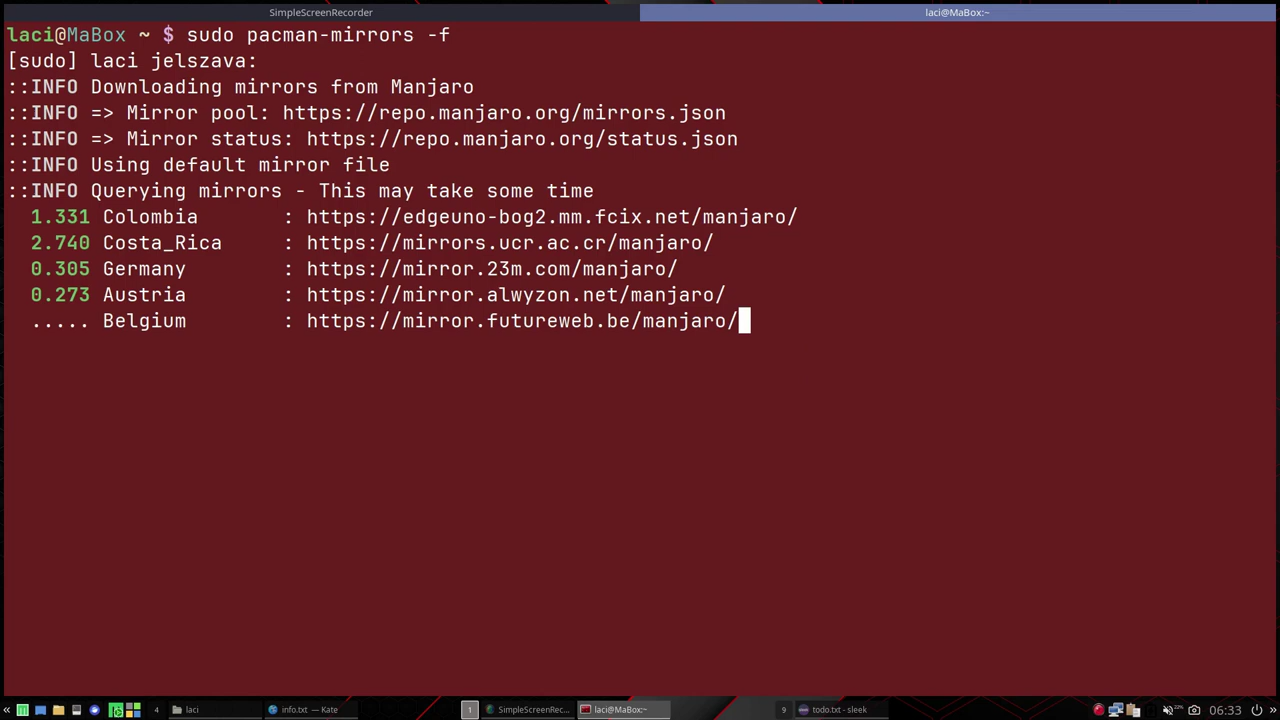 SimpleScreenRecorder
laci@MaBox:~
laci@MaBox ~ $ sudo pacman-mirrors -f
[sudo] laci jelszava:
::INFO Downloading mirrors from Manjaro
::INFO => Mirror pool: https://repo.manjaro.org/mirrors.json
::INFO => Mirror status: https://repo.manjaro.org/status.json
::INFO Using default mirror file
::INFO Querying mirrors - This may take some time
1.331 Colombia : https://edgeuno-bog2.mm.fcix.net/manjaro/
2.740 Costa_Rica : https://mirrors.ucr.ac.cr/manjaro/
0.305 Germany : https://mirror.23m.com/manjaro/
0.273 Austria : https://mirror.alwyzon.net/manjaro/
..... Belgium : https://mirror.futureweb.be/manjaro/
« 4 laci info.txt — Kate 1 SimpleScreenRec... laci@MaBox:~ 9 todo.txt - sleek 06:33 »